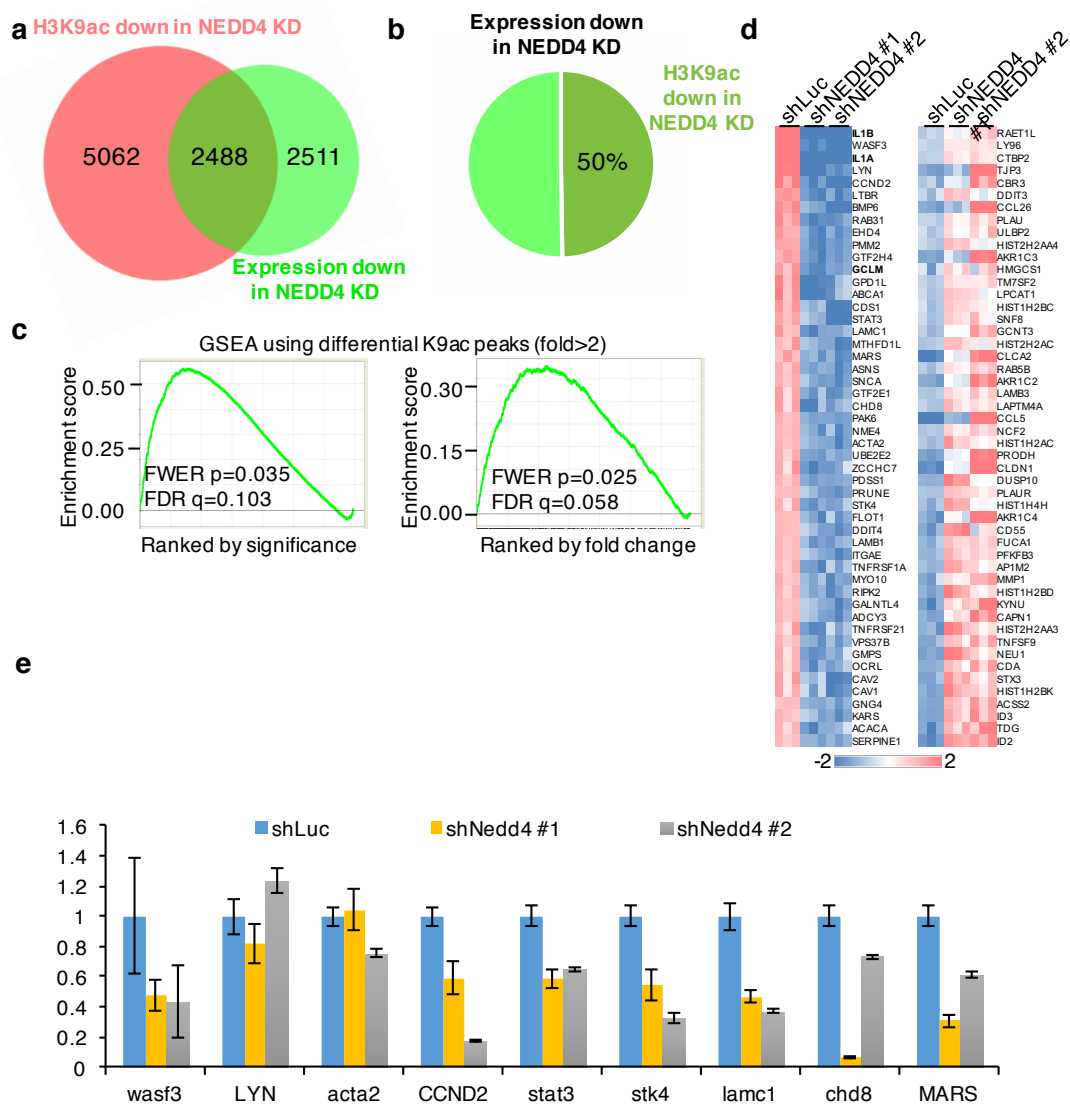 a
H3K9ac down in NEDD4 KD
5062
2488
2511
Expression down
in NEDD4 KD
b
Expression down
in NEDD4 KD
H3K9ac
down in
NEDD4 KD
50%
c
GSEA using differential K9ac peaks (fold>2)
Enrichment score
0.50
0.25
0.00
FWER p=0.035
FDR q=0.103
Ranked by significance
Enrichment score
0.30
0.15
0.00
FWER p=0.025
FDR q=0.058
Ranked by fold change
d
shLuc
shNEDD4 #1
shNEDD4 #2
IL1B
WASF3
IL1A
LYN
CCND2
LTBR
BMP6
RAB31
EHD4
PMM2
GTF2H4
GCLM
GPD1L
ABCA1
CDS1
STAT3
LAMC1
MTHFD1L
MARS
ASNS
SNCA
GTF2E1
CHD8
PAK6
NME4
ACTA2
UBE2E2
ZCCHC7
PDSS1
PRUNE
STK4
FLOT1
DDIT4
LAMB1
ITGAE
TNFRSF1A
MYO10
RIPK2
GALNTL4
ADCY3
TNFRSF21
VPS37B
GMPS
OCRL
CAV2
CAV1
GNG4
KARS
ACACA
SERPINE1
shLuc
shNEDD4
#1
shNEDD4 #2
RAET1L
LY96
CTBP2
TJP3
CBR3
DDIT3
CCL26
PLAU
ULBP2
HIST2H2AA4
AKR1C3
HMGCS1
TM7SF2
LPCAT1
HIST1H2BC
SNF8
GCNT3
HIST2H2AC
CLCA2
RAB5B
AKR1C2
LAMB3
LAPTM4A
CCL5
NCF2
HIST1H2AC
PRODH
CLDN1
DUSP10
PLAUR
HIST1H4H
AKR1C4
CD55
FUCA1
PFKFB3
AP1M2
MMP1
HIST1H2BD
KYNU
CAPN1
HIST2H2AA3
TNFSF9
NEU1
CDA
STX3
HIST1H2BK
ACSS2
ID3
TDG
ID2
-2
2
e
shLuc
shNedd4 #1
shNedd4 #2
1.6
1.4
1.2
1
0.8
0.6
0.4
0.2
0
wasf3
LYN
acta2
CCND2
stat3
stk4
lamc1
chd8
MARS